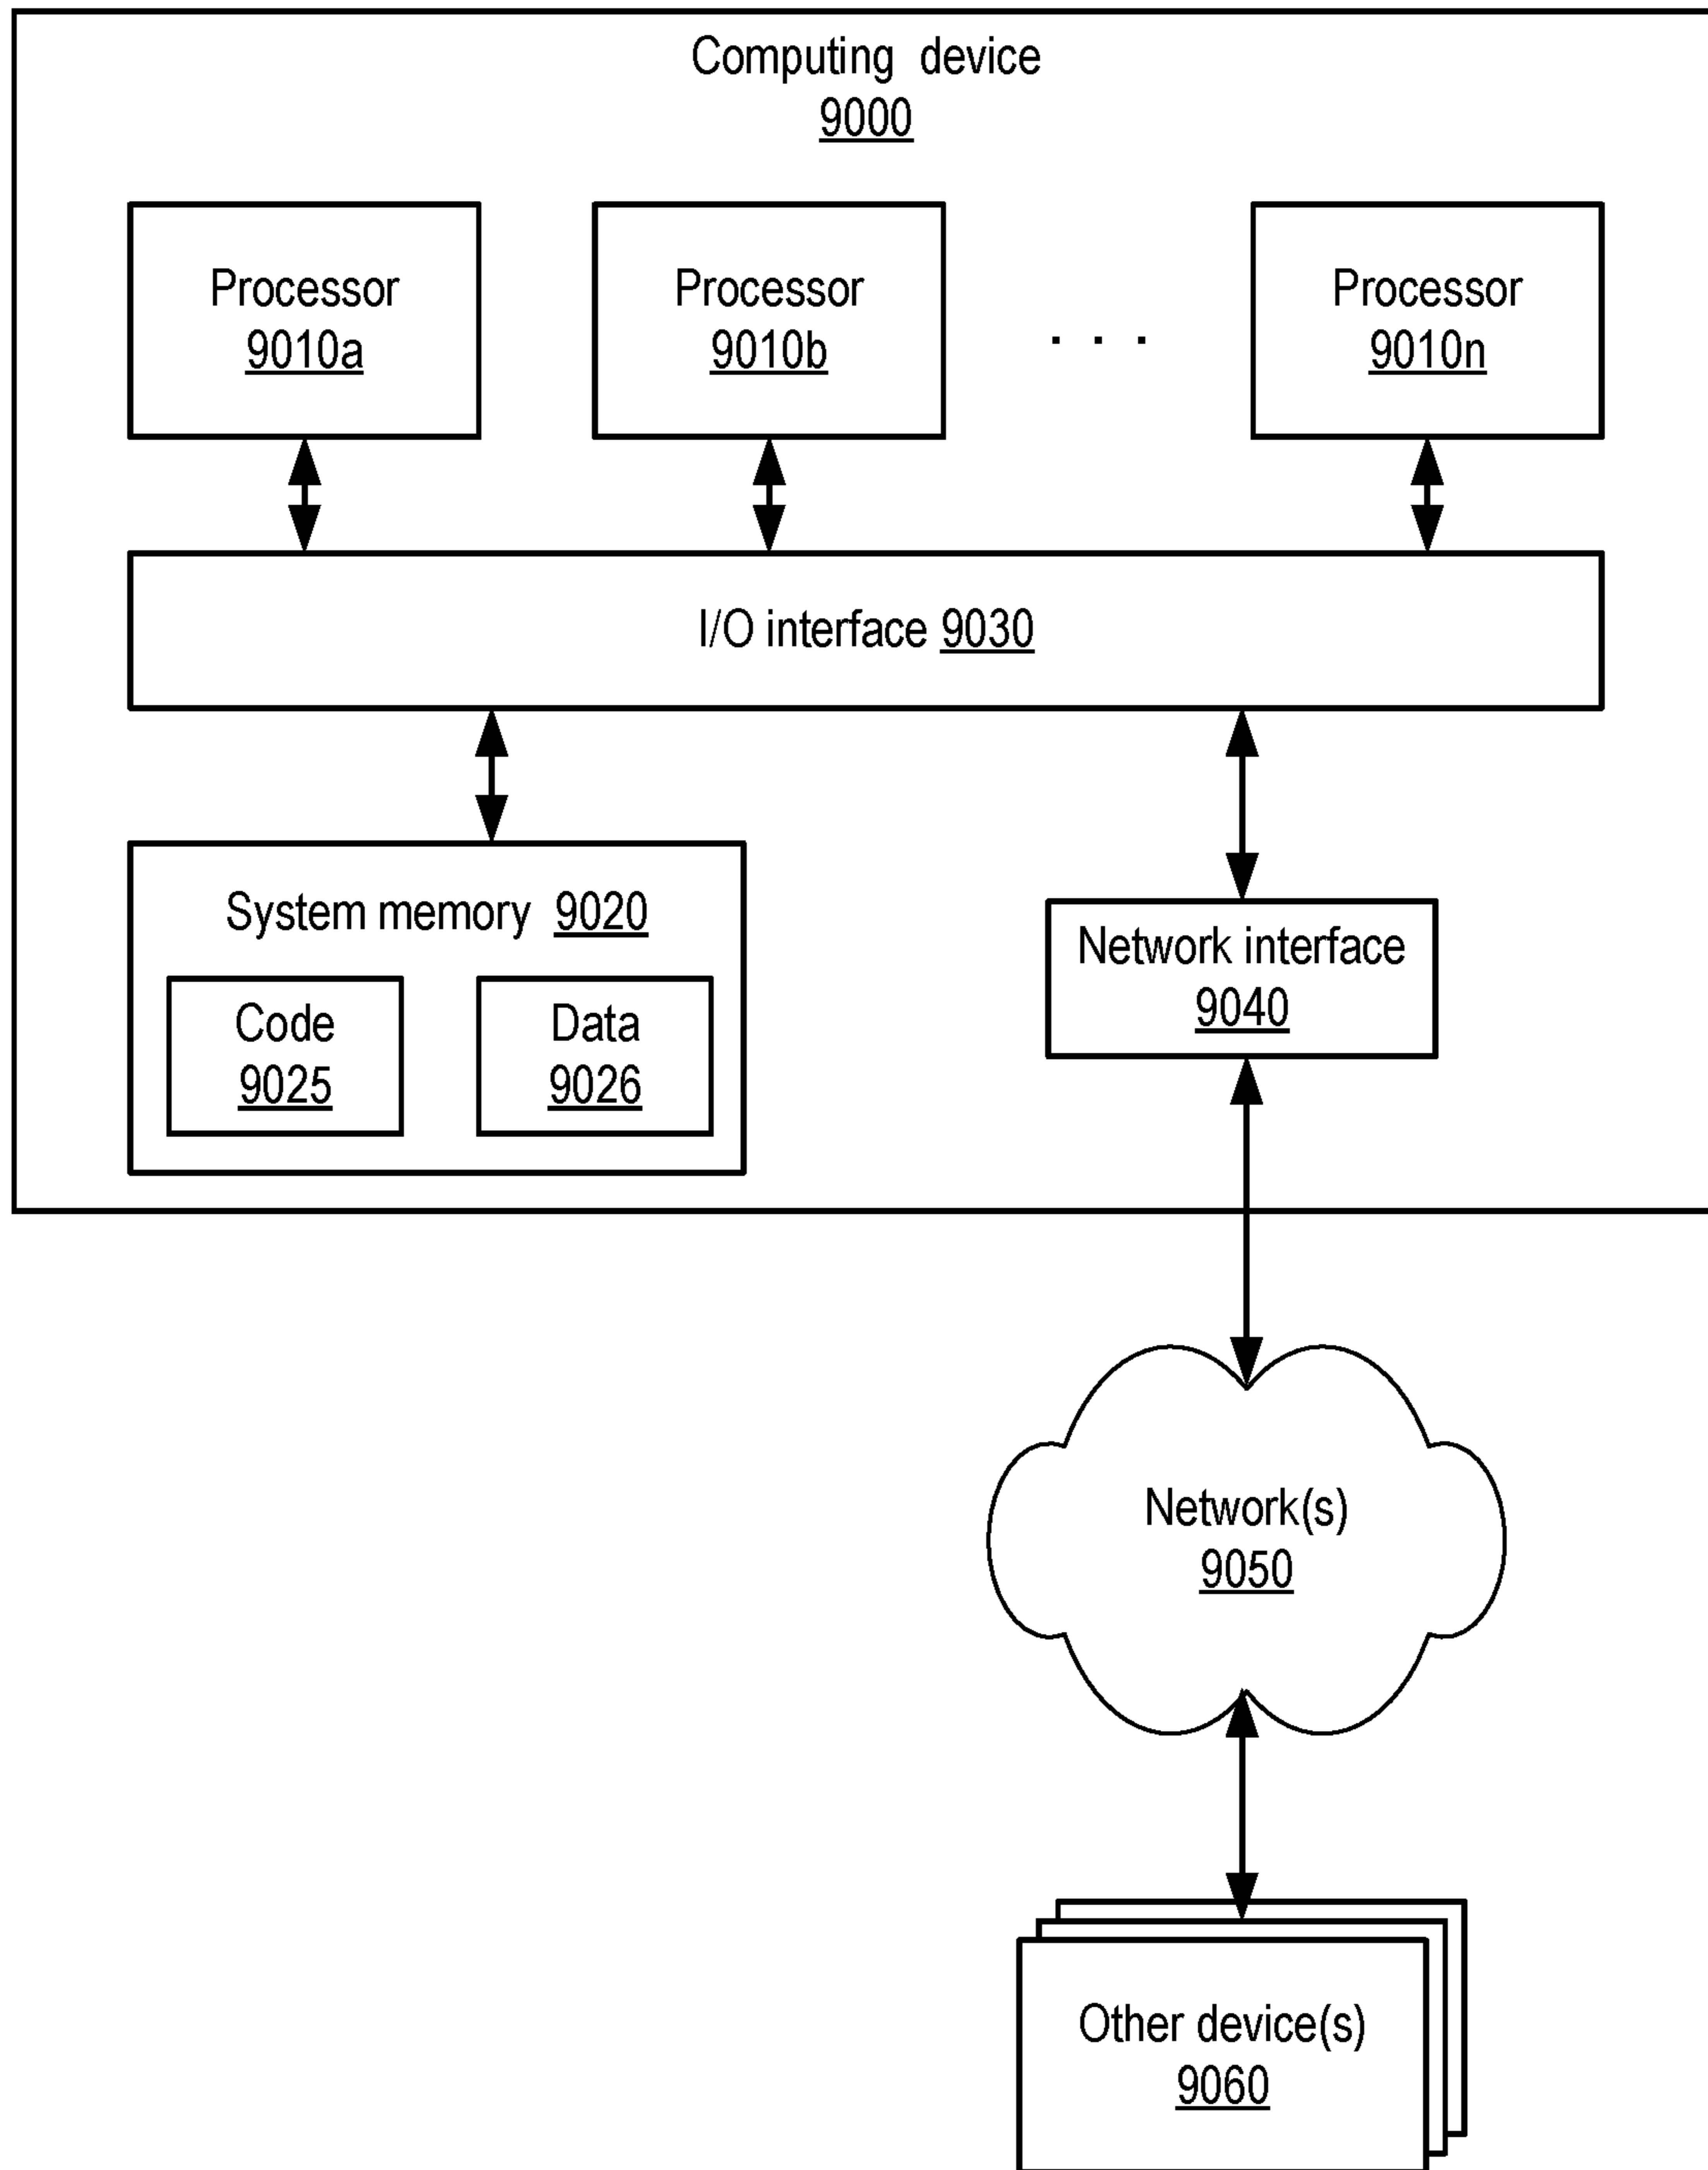 Computing device
9000
Processor
9010a
Processor
9010b
. . .
Processor
9010n
I/O interface 9030
System memory 9020
Code
9025
Data
9026
Network interface
9040
Network(s)
9050
Other device(s)
9060